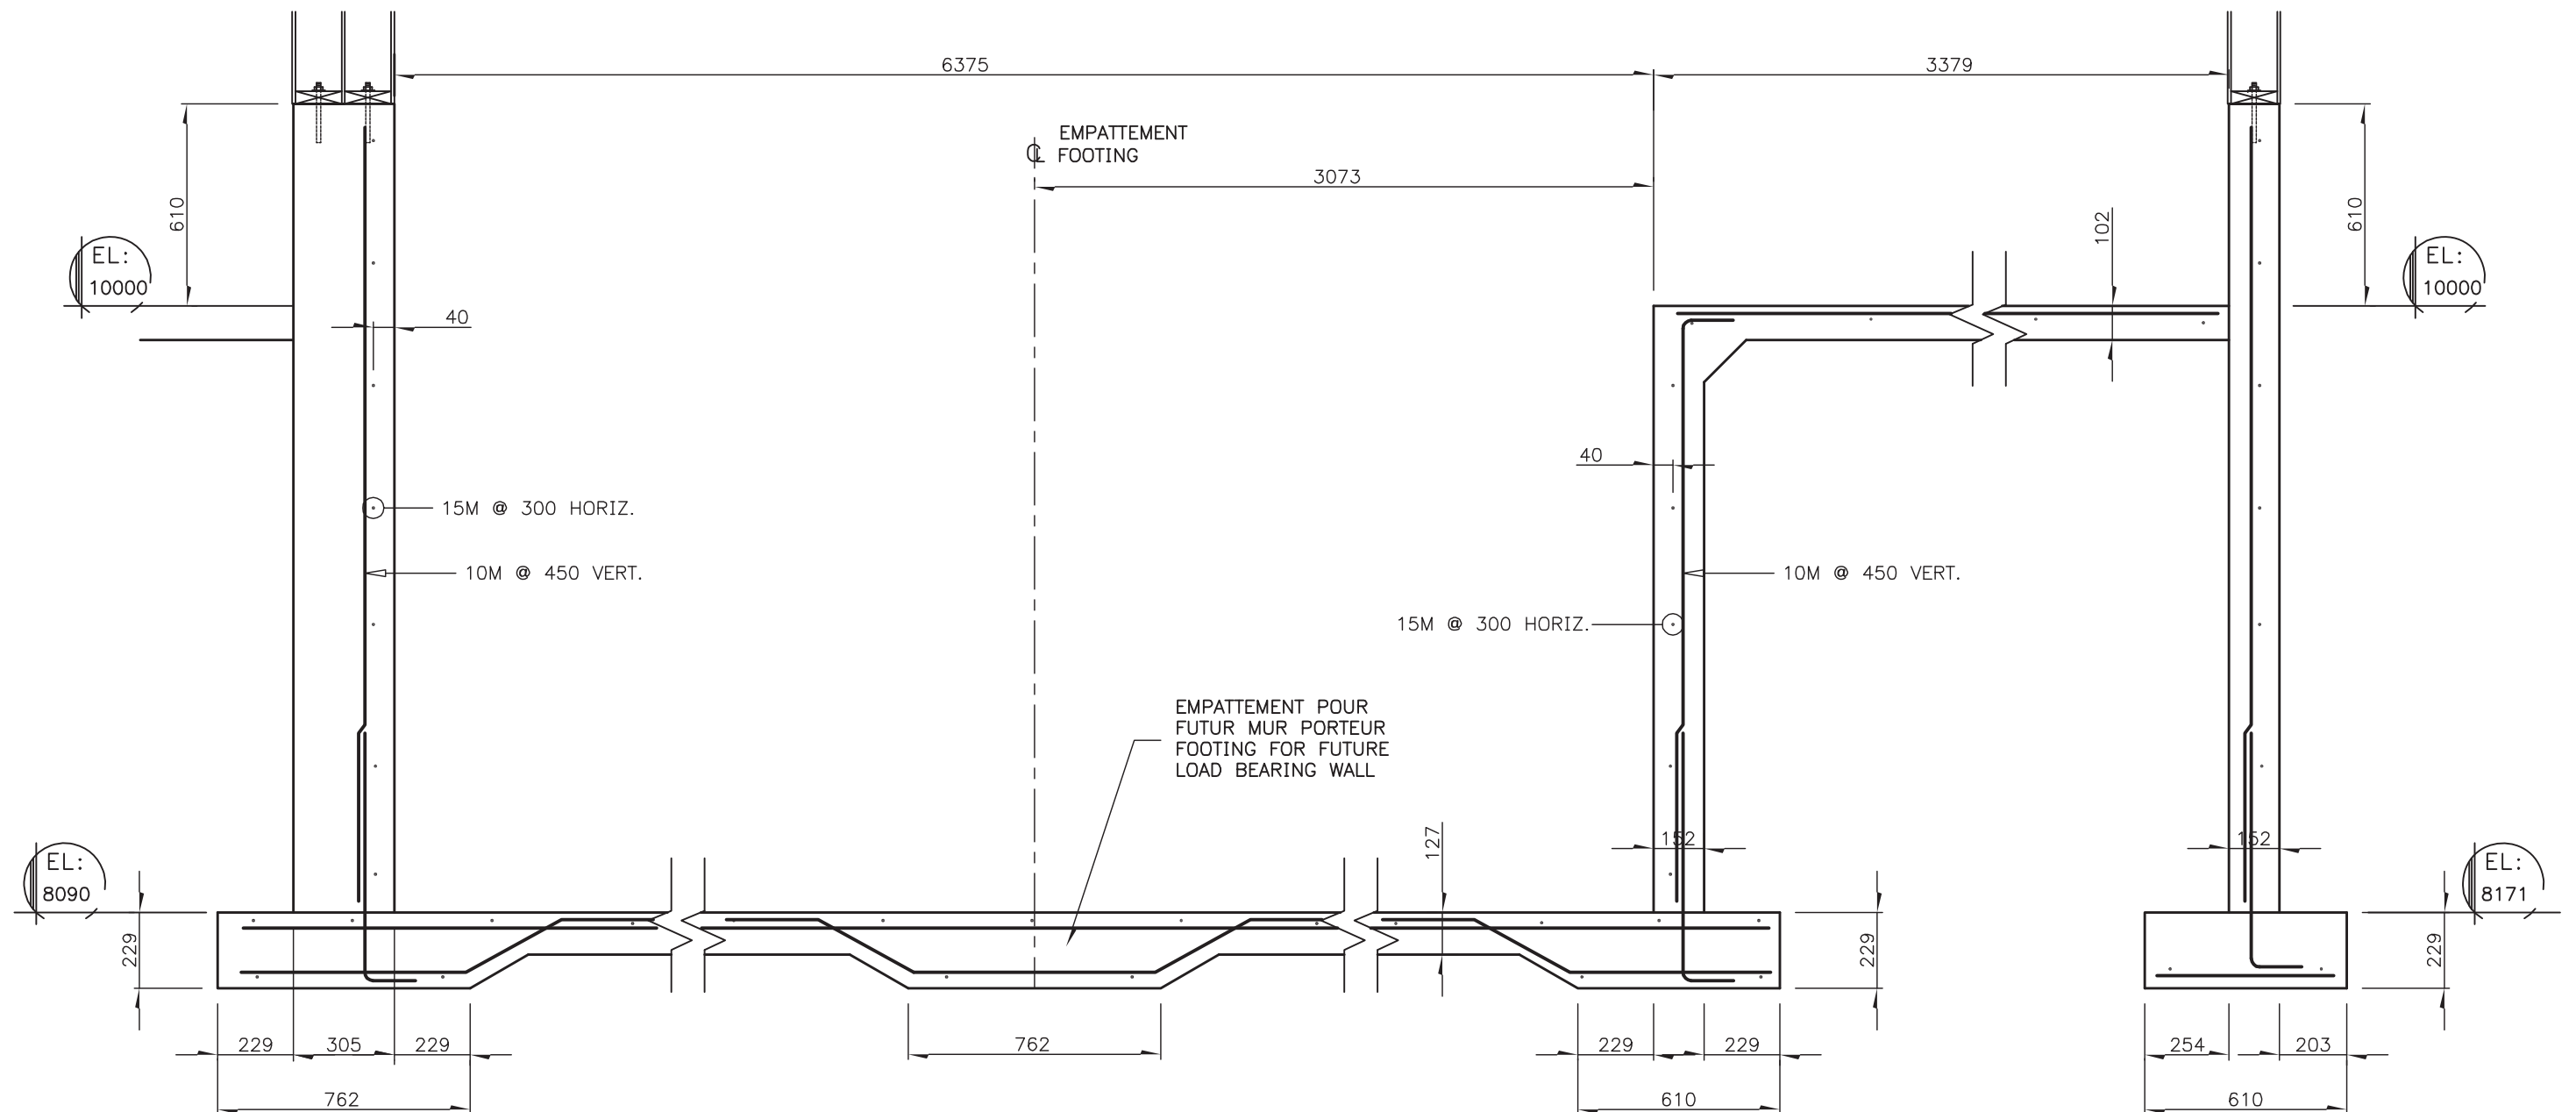 6375
3379
EMPATTEMENT
℄ FOOTING
3073
610
610
102
EL:
10000
EL:
10000
40
40
15M @ 300 HORIZ.
10M @ 450 VERT.
10M @ 450 VERT.
15M @ 300 HORIZ.
EMPATTEMENT POUR
FUTUR MUR PORTEUR
FOOTING FOR FUTURE
LOAD BEARING WALL
127
152
152
EL:
8090
EL:
8171
229
229
229
229
305
229
762
229
229
254
203
762
610
610